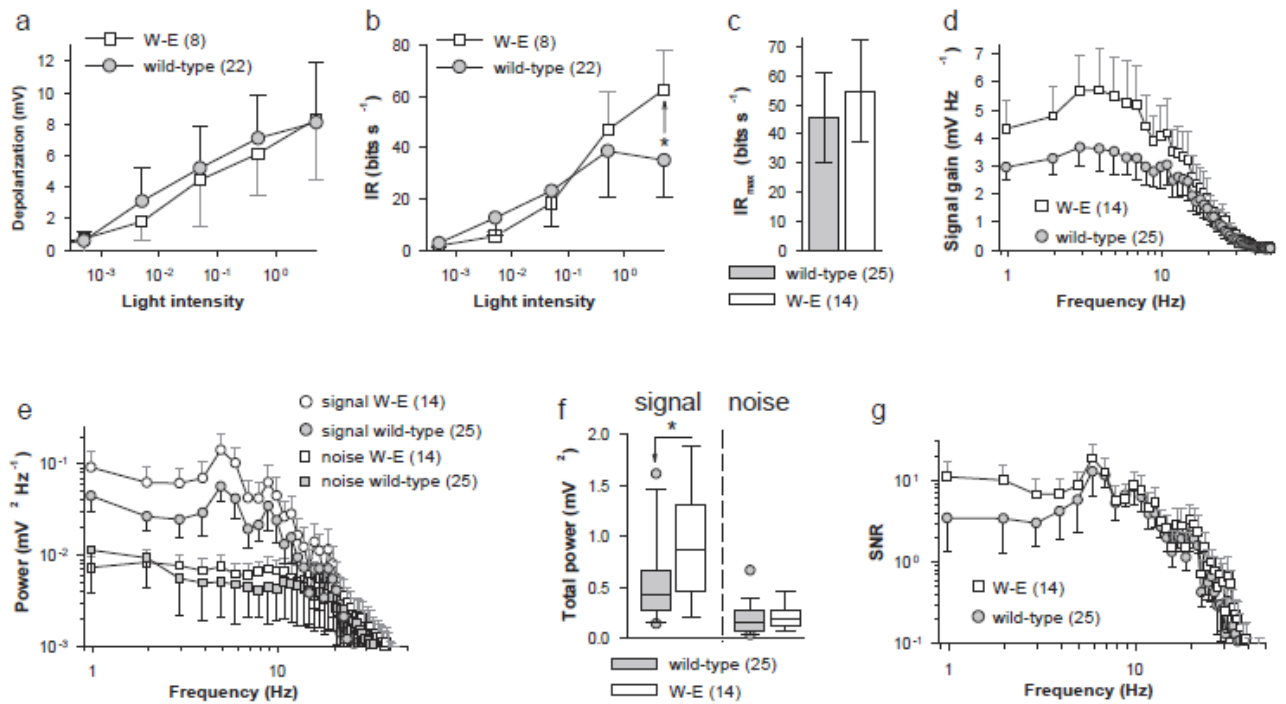 a
W-E (8)
wild-type (22)
Depolarization (mV)
12
10
8
6
4
2
0
10⁻³
10⁻²
10⁻¹
10⁰
Light intensity
b
W-E (8)
wild-type (22)
IR (bits s⁻¹)
80
60
40
20
0
*
10⁻³
10⁻²
10⁻¹
10⁰
Light intensity
c
IRmax (bits s⁻¹)
70
60
50
40
30
20
10
0
wild-type (25)
W-E (14)
d
Signal gain (mV Hz⁻¹)
7
6
5
4
3
2
1
0
W-E (14)
wild-type (25)
1
10
Frequency (Hz)
e
signal W-E (14)
signal wild-type (25)
noise W-E (14)
noise wild-type (25)
Power (mV² Hz⁻¹)
10⁻¹
10⁻²
10⁻³
1
10
Frequency (Hz)
f
signal
noise
*
Total power (mV²)
2.0
1.5
1.0
0.5
0.0
wild-type (25)
W-E (14)
g
SNR
10¹
10⁰
10⁻¹
W-E (14)
wild-type (25)
1
10
Frequency (Hz)